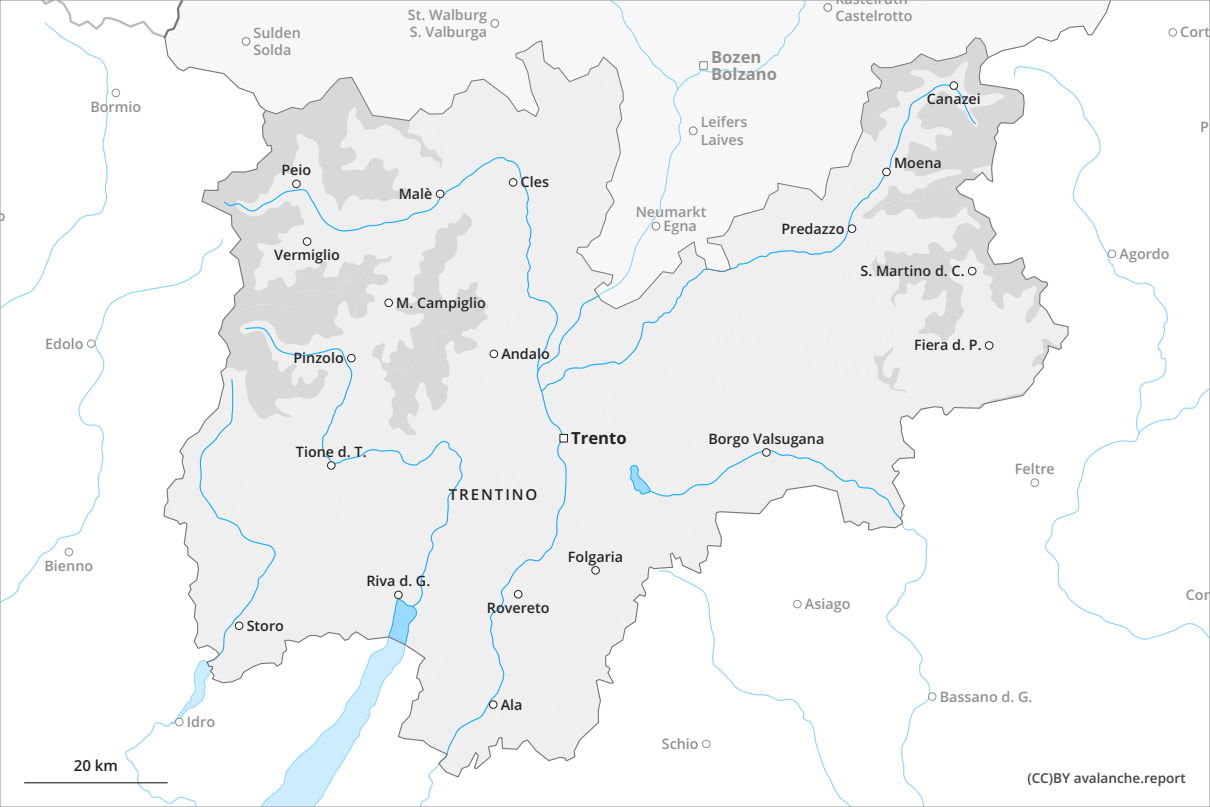 Kastelruth
Castelrotto
St. Walburg
S. Valburga
Sulden
Solda
Cort
Bozen
Bolzano
Bormio
Canazei
Leifers
Laives
P
Moena
Peio
Malè
Cles
Neumarkt
Egna
Predazzo
Vermiglio
Agordo
S. Martino d. C.
M. Campiglio
Edolo
Pinzolo
Andalo
Fiera d. P.
Trento
Borgo Valsugana
Tione d. T.
Feltre
TRENTINO
Bienno
Folgaria
Riva d. G.
Cor
Rovereto
Asiago
Storo
Bassano d. G.
Ala
Idro
Schio
20 km
(CC)BY avalanche.report